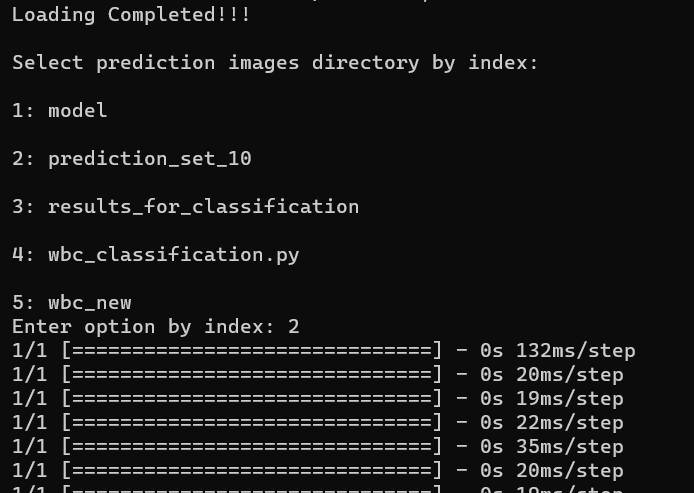 Loading Completed!!!
Select prediction images directory by index:
1: model
2: prediction_set_10
3: results_for_classification
4: wbc_classification.py
5: wbc_new
Enter option by index: 2
1/1 [==============================] - 0s 132ms/step
1/1 [==============================] - 0s 20ms/step
1/1 [==============================] - 0s 19ms/step
1/1 [==============================] - 0s 22ms/step
1/1 [==============================] - 0s 35ms/step
1/1 [==============================] - 0s 20ms/step